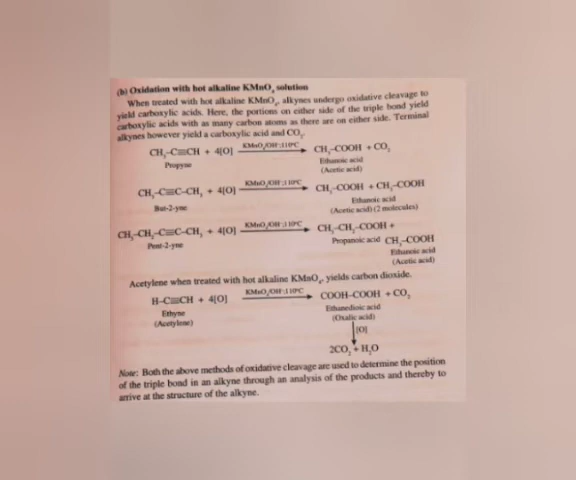 (b) Oxidation with hot alkaline KMnO₄ solution
When treated with hot alkaline KMnO₄, alkynes undergo oxidative cleavage to
yield carboxylic acids. Here, the portions on either side of the triple bond yield
carboxylic acids with as many carbon atoms as there are on either side. Terminal
alkynes however yield a carboxylic acid and CO₂.
CH₃–C≡CH + 4[O] KMnO₄/OH⁻;110°C → CH₃–COOH + CO₂
Propyne Ethanoic acid
(Acetic acid)
CH₃–C≡C–CH₃ + 4[O] KMnO₄/OH⁻;110°C → CH₃–COOH + CH₃–COOH
But-2-yne Ethanoic acid
(Acetic acid) (2 molecules)
CH₃–CH₂–C≡C–CH₃ + 4[O] KMnO₄/OH⁻;110°C → CH₃–CH₂–COOH +
Pent-2-yne Propanoic acid CH₃–COOH
Ethanoic acid
(Acetic acid)
Acetylene when treated with hot alkaline KMnO₄, yields carbon dioxide.
H–C≡CH + 4[O] KMnO₄/OH⁻;110°C → COOH–COOH + CO₂
Ethyne Ethanedioic acid
(Acetylene) (Oxalic acid)
↓[O]
2CO₂ + H₂O
Note: Both the above methods of oxidative cleavage are used to determine the position
of the triple bond in an alkyne through an analysis of the products and thereby to
arrive at the structure of the alkyne.